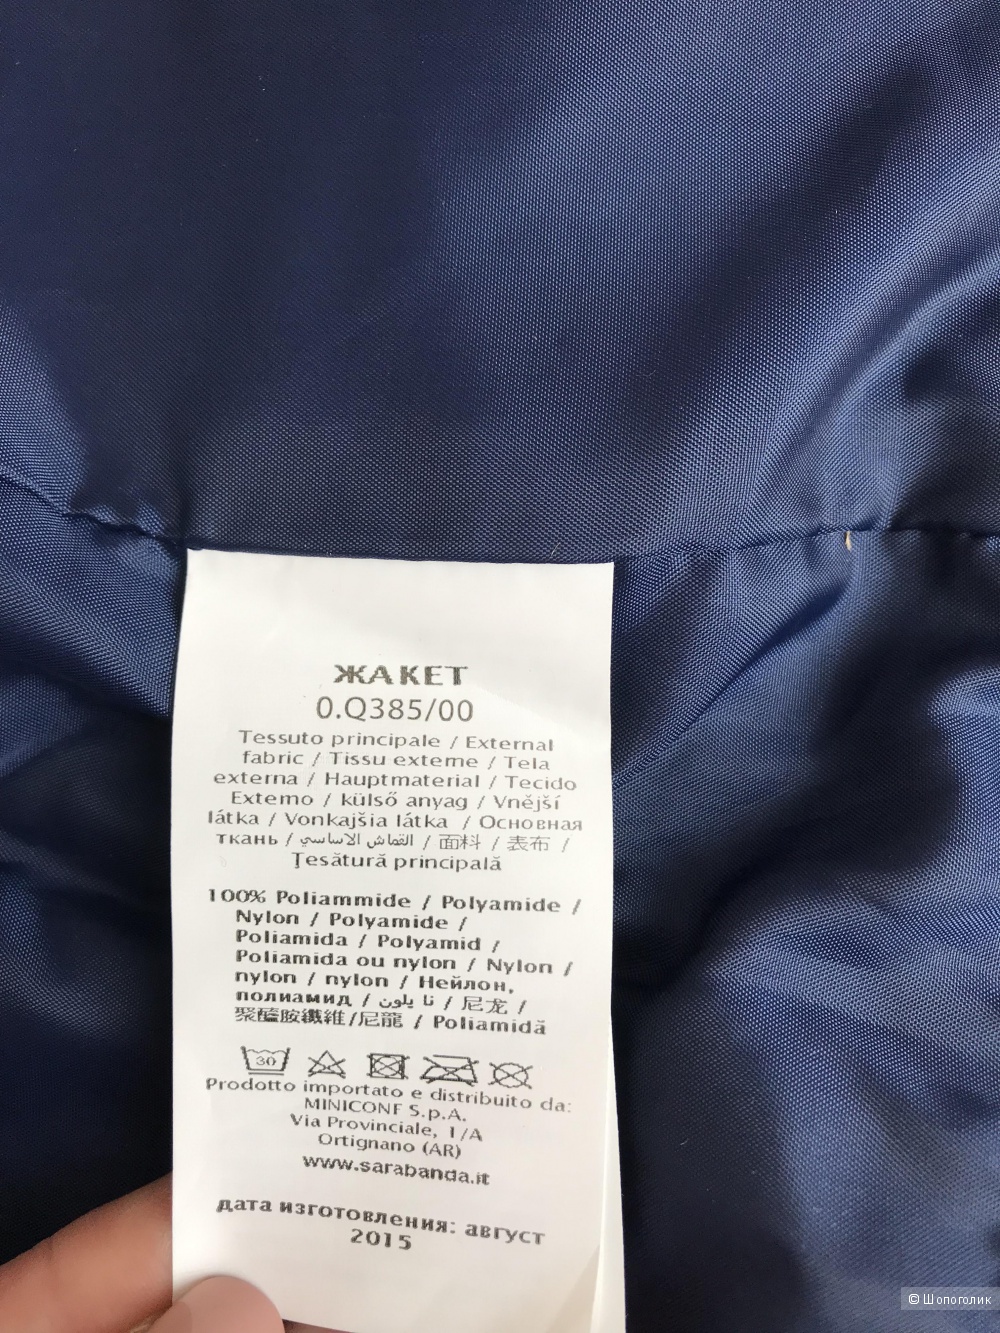 ЖАКЕТ
0.Q385/00
Tessuto principale / External
fabric / Tissu externe / Tela
externa / Hauptmaterial / Tecido
Externo / külső anyag / Vnější
látka / Vonkajšia látka / Основная
ткань / القماش الاساسي / 面料 / 表布 /
Țesătură principală
100% Poliammide / Polyamide /
Nylon / Polyamide /
Poliamida / Polyamid /
Poliamida ou nylon / Nylon /
nylon / nylon / Нейлон,
полиамид / نا يلون / 尼龙 /
聚醯胺纖維/尼龍 / Poliamidă
30
Prodotto importato e distribuito da:
MINICONF S.p.A.
Via Provinciale, 1/A
Ortignano (AR)
www.sarabanda.it
дата изготовления: август
2015
© Шопоголик